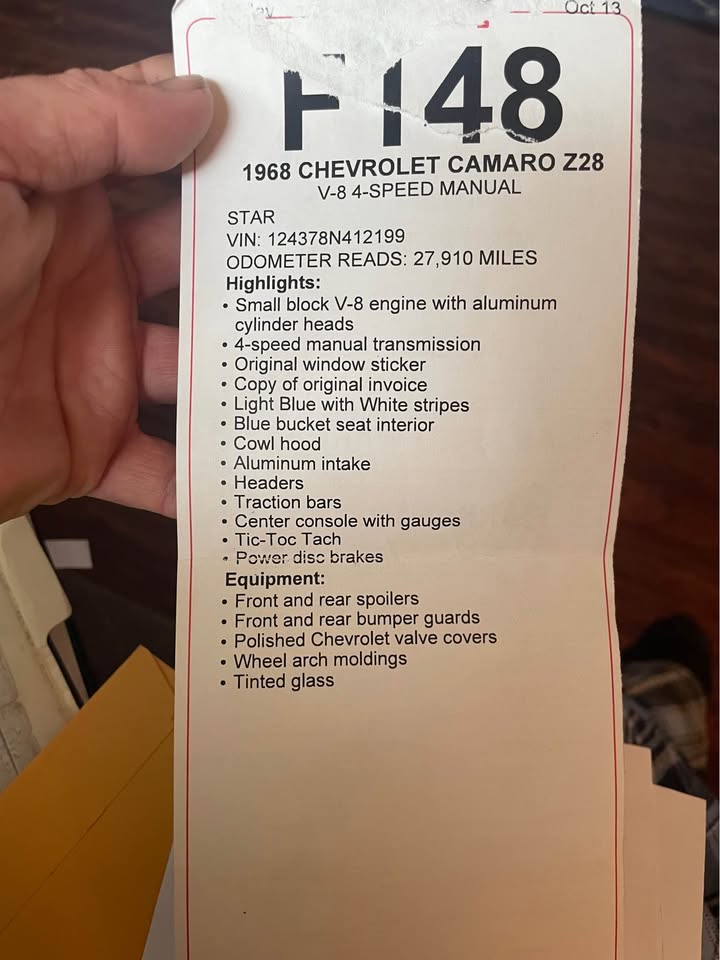 Oct 13
F148
1968 CHEVROLET CAMARO Z28
V-8 4-SPEED MANUAL
STAR
VIN: 124378N412199
ODOMETER READS: 27,910 MILES
Highlights:
• Small block V-8 engine with aluminum
cylinder heads
• 4-speed manual transmission
• Original window sticker
• Copy of original invoice
• Light Blue with White stripes
• Blue bucket seat interior
• Cowl hood
• Aluminum intake
• Headers
• Traction bars
• Center console with gauges
• Tic-Toc Tach
• Power disc brakes
Equipment:
• Front and rear spoilers
• Front and rear bumper guards
• Polished Chevrolet valve covers
• Wheel arch moldings
• Tinted glass